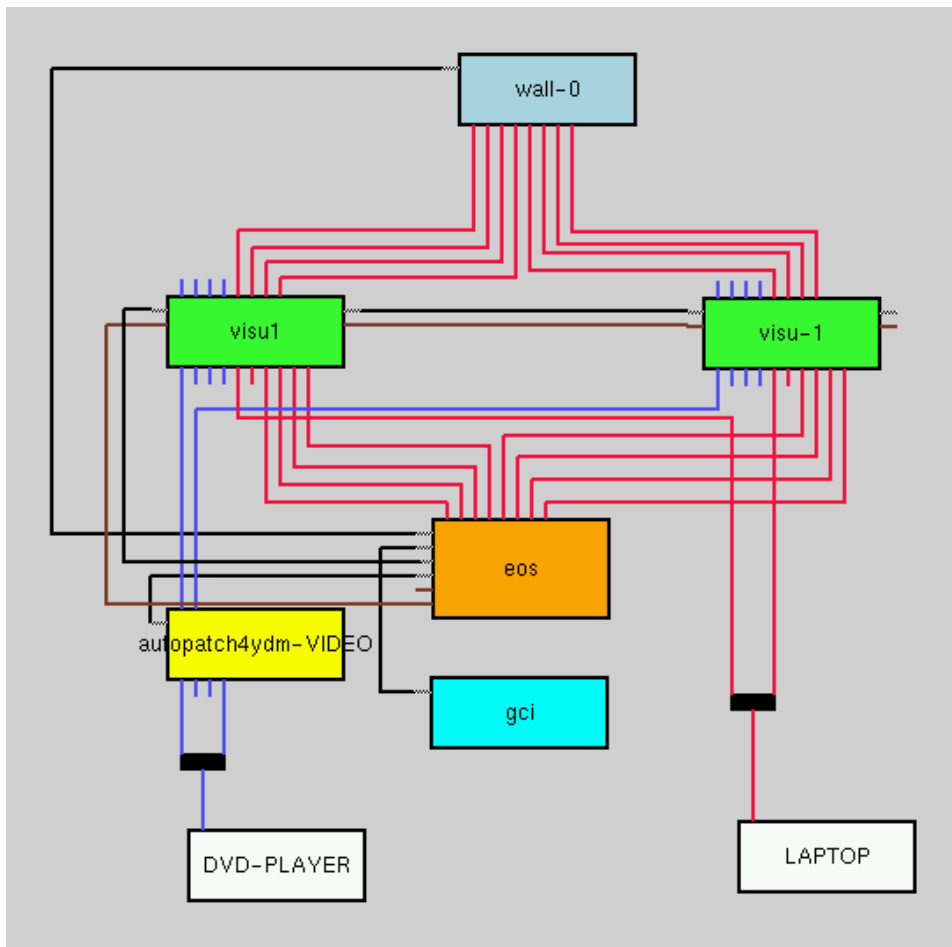 wall-0
visu1
visu-1
eos
autopatch4ydm-VIDEO
gci
DVD-PLAYER
LAPTOP